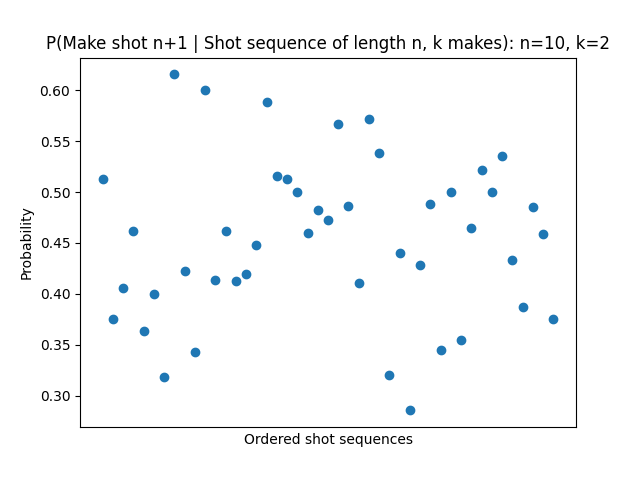 P(Make shot n+1 | Shot sequence of length n, k makes): n=10, k=2
0.60
0.55
0.50
0.45
0.40
0.35
0.30
Probability
Ordered shot sequences